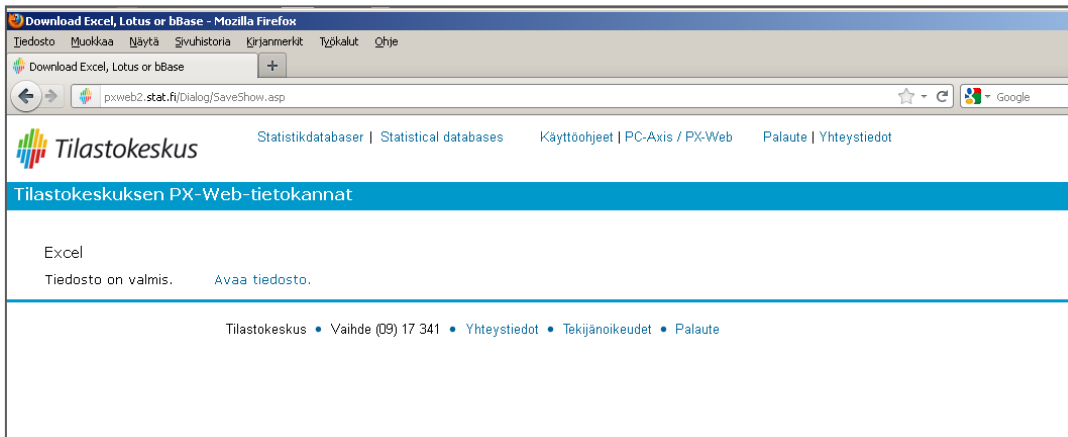 Download Excel, Lotus or bBase - Mozilla Firefox
Tiedosto Muokkaa Näytä Sivuhistoria Kirjanmerkit Työkalut Ohje
Download Excel, Lotus or bBase +
pxweb2.stat.fi/Dialog/SaveShow.asp Google
Tilastokeskus Statistikdatabaser | Statistical databases Käyttöohjeet | PC-Axis / PX-Web Palaute | Yhteystiedot
Tilastokeskuksen PX-Web-tietokannat
Excel
Tiedosto on valmis. Avaa tiedosto.
Tilastokeskus • Vaihde (09) 17 341 • Yhteystiedot • Tekijänoikeudet • Palaute